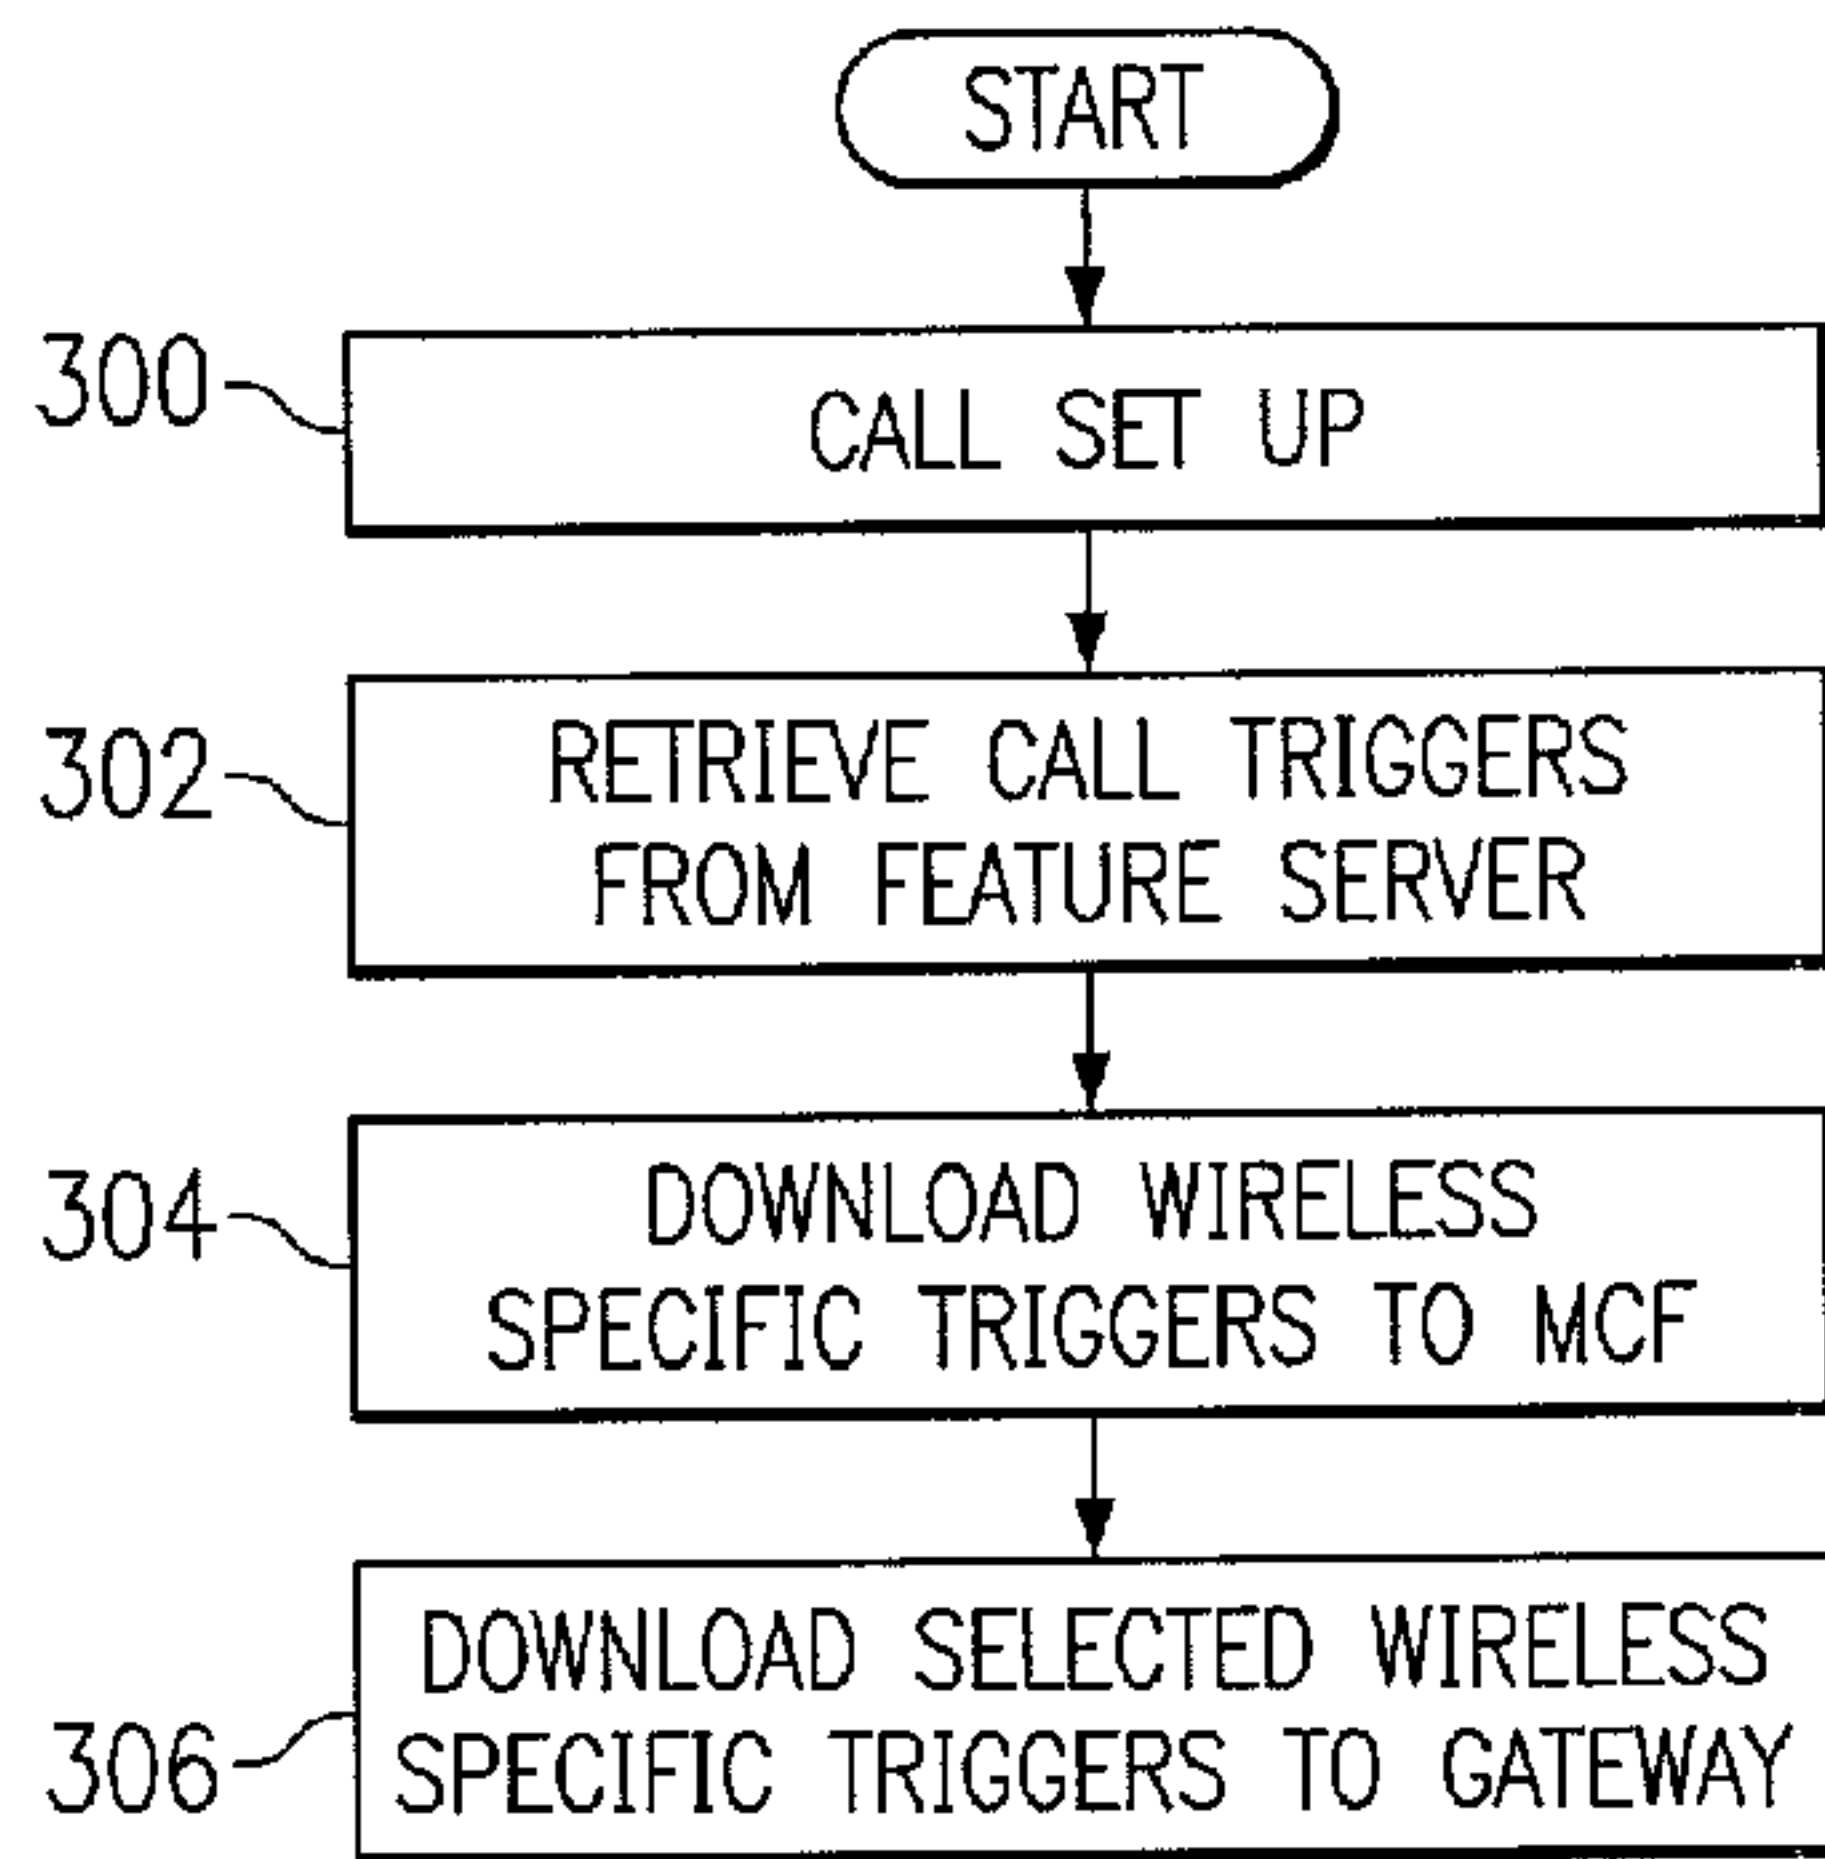 START
300
CALL SET UP
302
RETRIEVE CALL TRIGGERS
FROM FEATURE SERVER
304
DOWNLOAD WIRELESS
SPECIFIC TRIGGERS TO MCF
306
DOWNLOAD SELECTED WIRELESS
SPECIFIC TRIGGERS TO GATEWAY